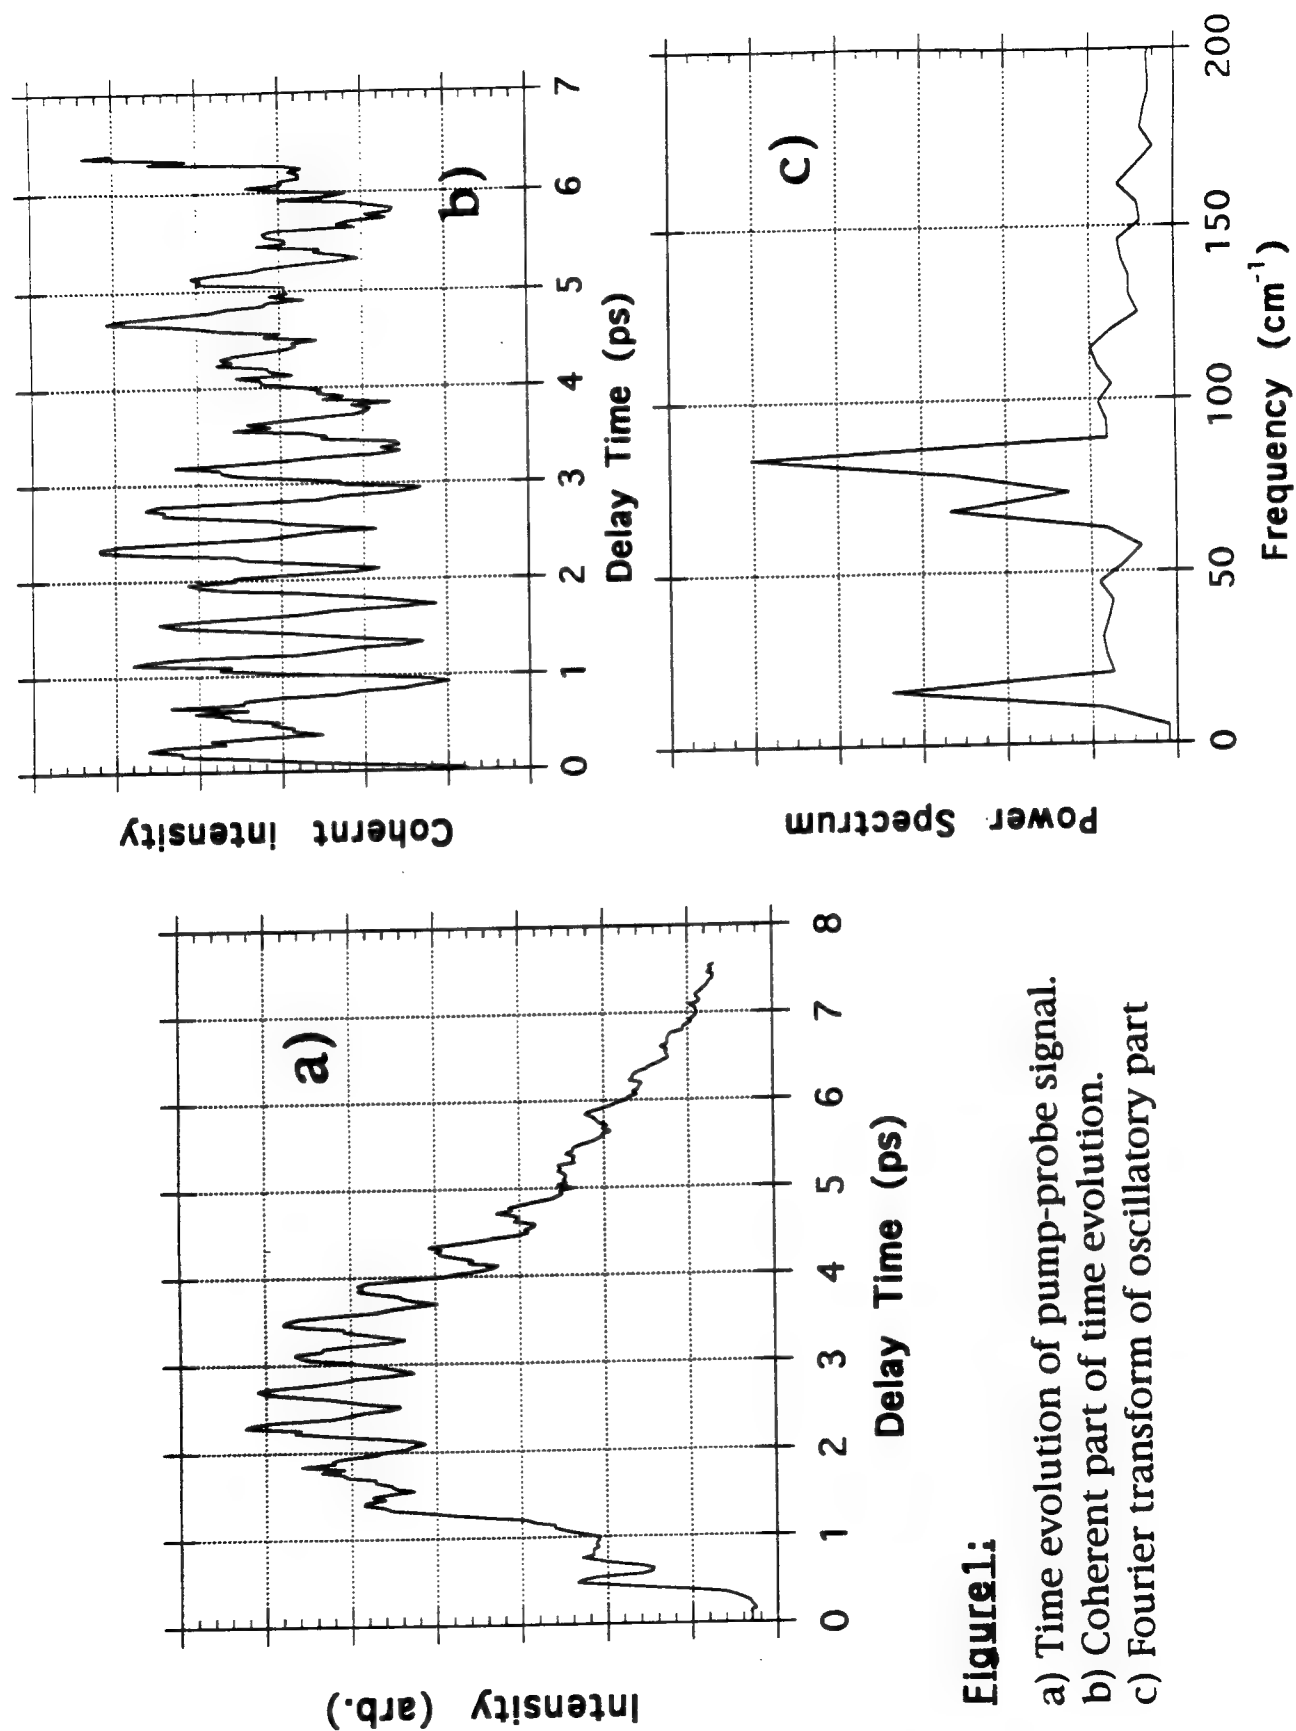 a)
Intensity (arb.)
0 1 2 3 4 5 6 7 8
Delay Time (ps)
b)
Cohernt intensity
0 1 2 3 4 5 6 7
Delay Time (ps)
c)
Power Spectrum
0 50 100 150 200
Frequency (cm⁻¹)
Figure1:
a) Time evolution of pump-probe signal.
b) Coherent part of time evolution.
c) Fourier transform of oscillatory part